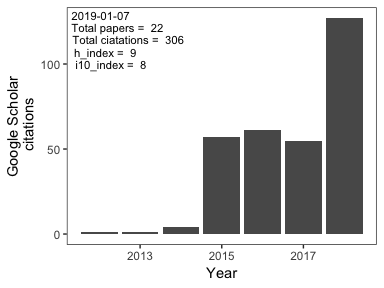 2019-01-07
Total papers = 22
Total ciatations = 306
h_index = 9
i10_index = 8
Google Scholar
citations
100
50
0
2013
2015
2017
Year